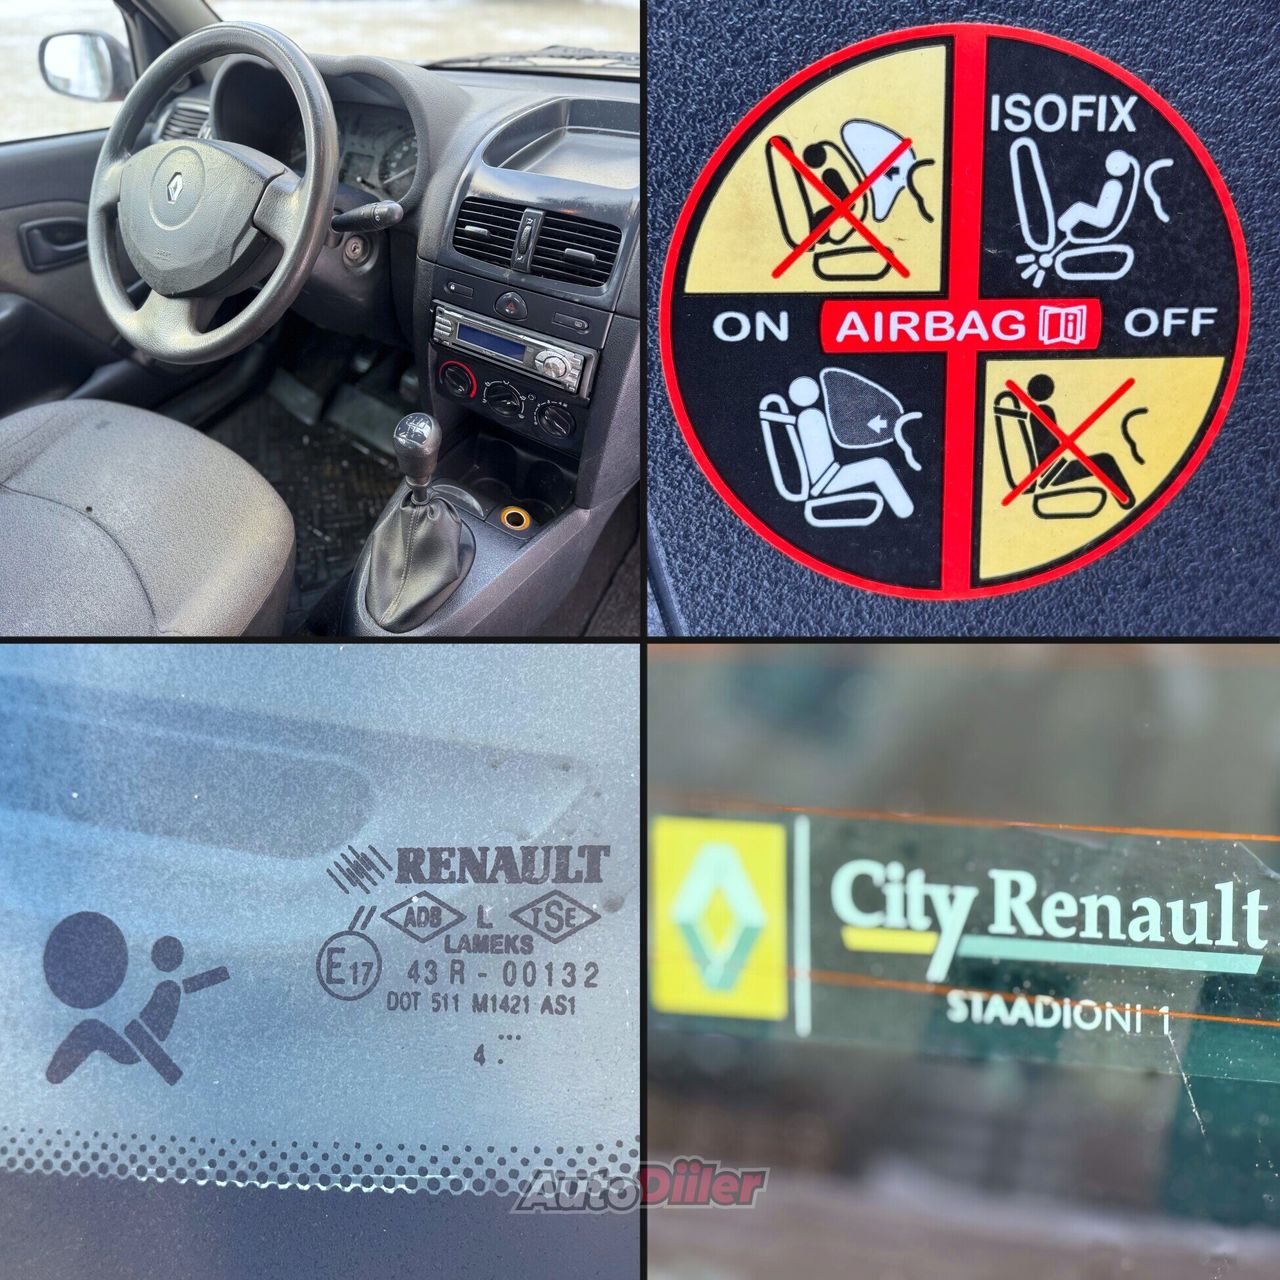 ISOFIX
ON AIRBAG OFF
RENAULT
ADB L TSE
LAMEKS
E17 43 R - 00132
DOT 511 M1421 AS1
...
4 .
City Renault
STAADIONI 1
AutoDiiler